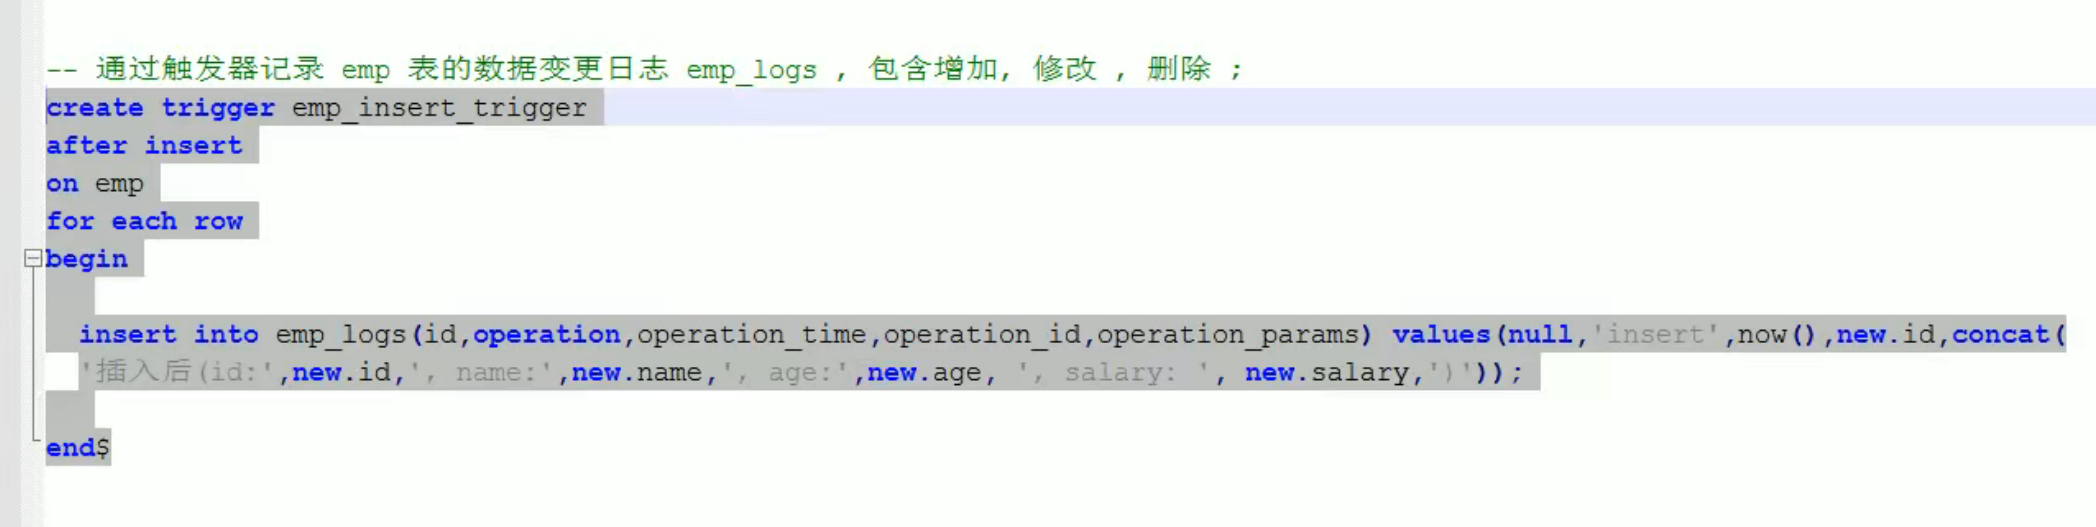 -- 通过触发器记录 emp 表的数据变更日志 emp_logs , 包含增加, 修改 , 删除 ;
create trigger emp_insert_trigger
after insert
on emp
for each row
begin
insert into emp_logs(id,operation,operation_time,operation_id,operation_params) values(null,'insert',now(),new.id,concat(
'插入后(id:',new.id,', name:',new.name,', age:',new.age, ', salary: ', new.salary,')'));
end$